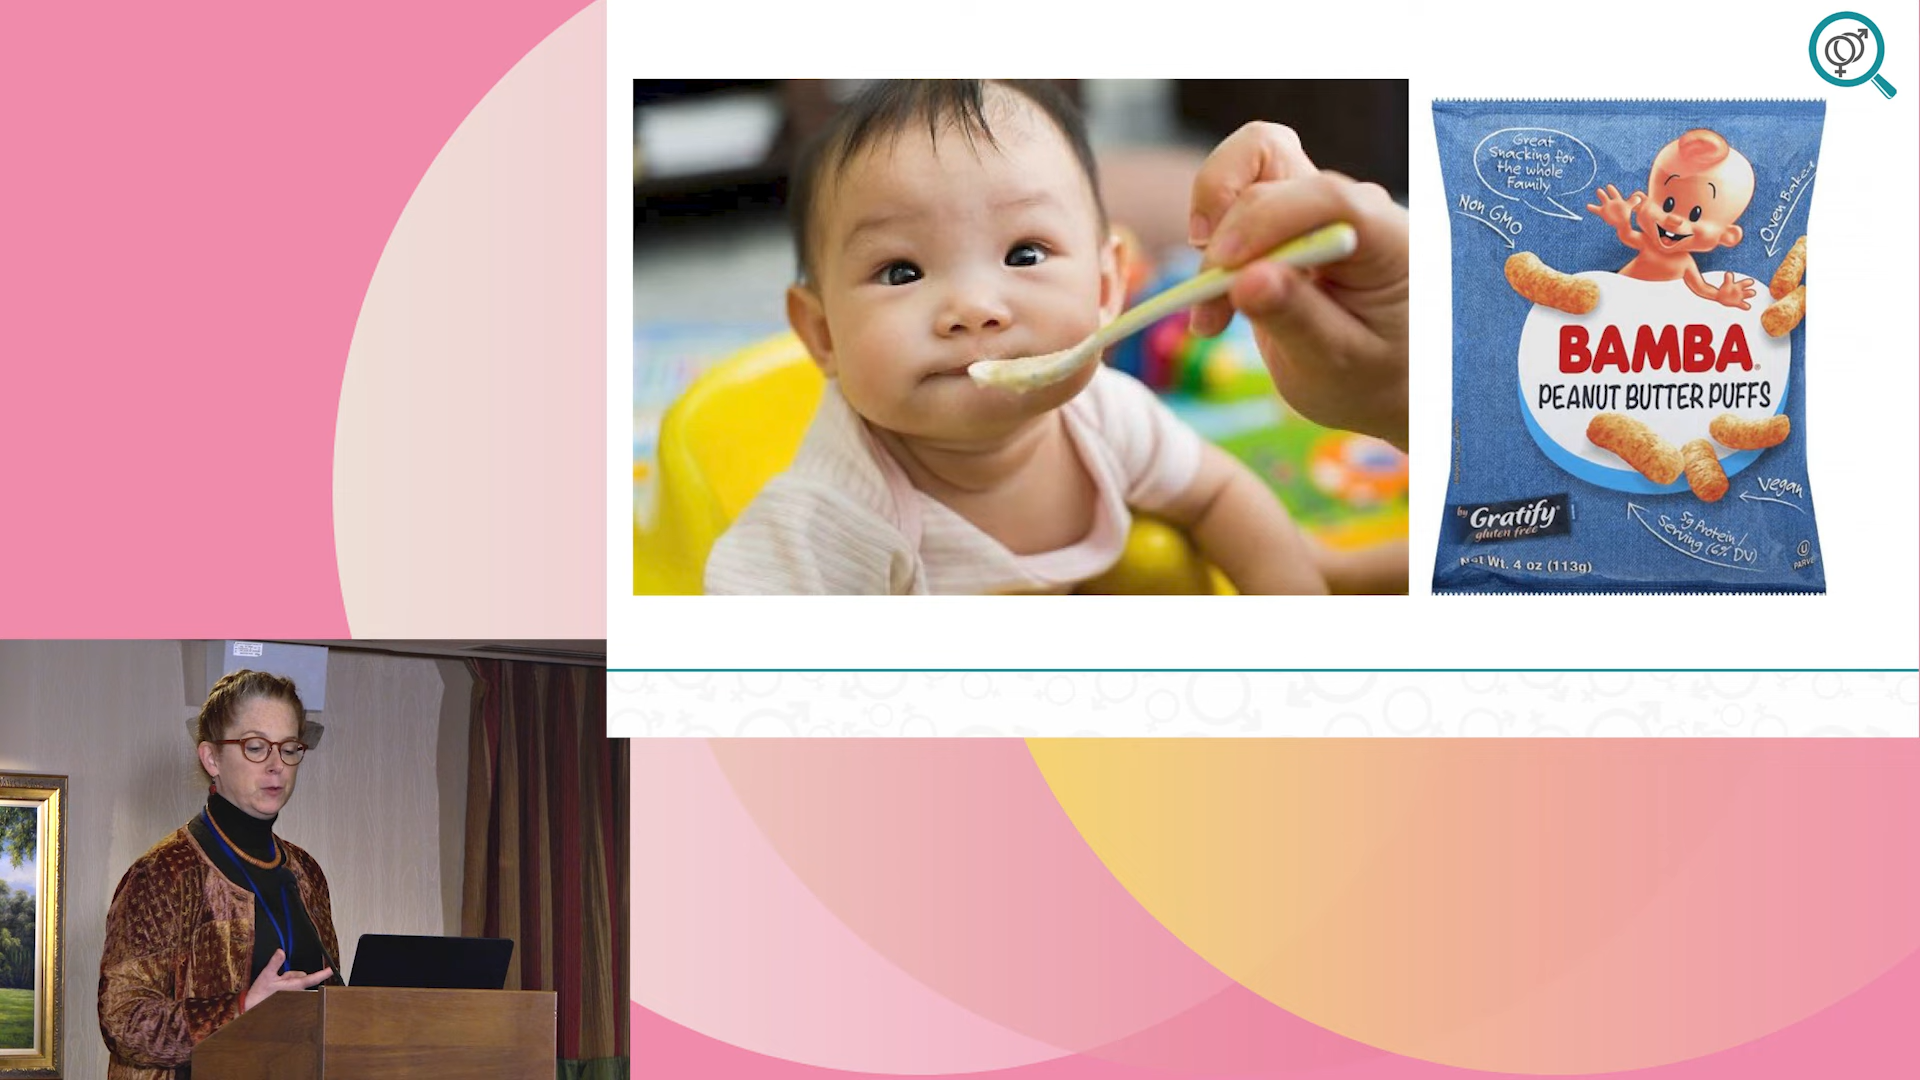 Great
Snacking for
the whole
Family
Non GMO
Oven Baked
BAMBA®
PEANUT BUTTER PUFFS
Vegan
5g Protein/
Serving (6% DV)
by Gratify®
gluten free
Net Wt. 4 oz (113g)
U
PARVE